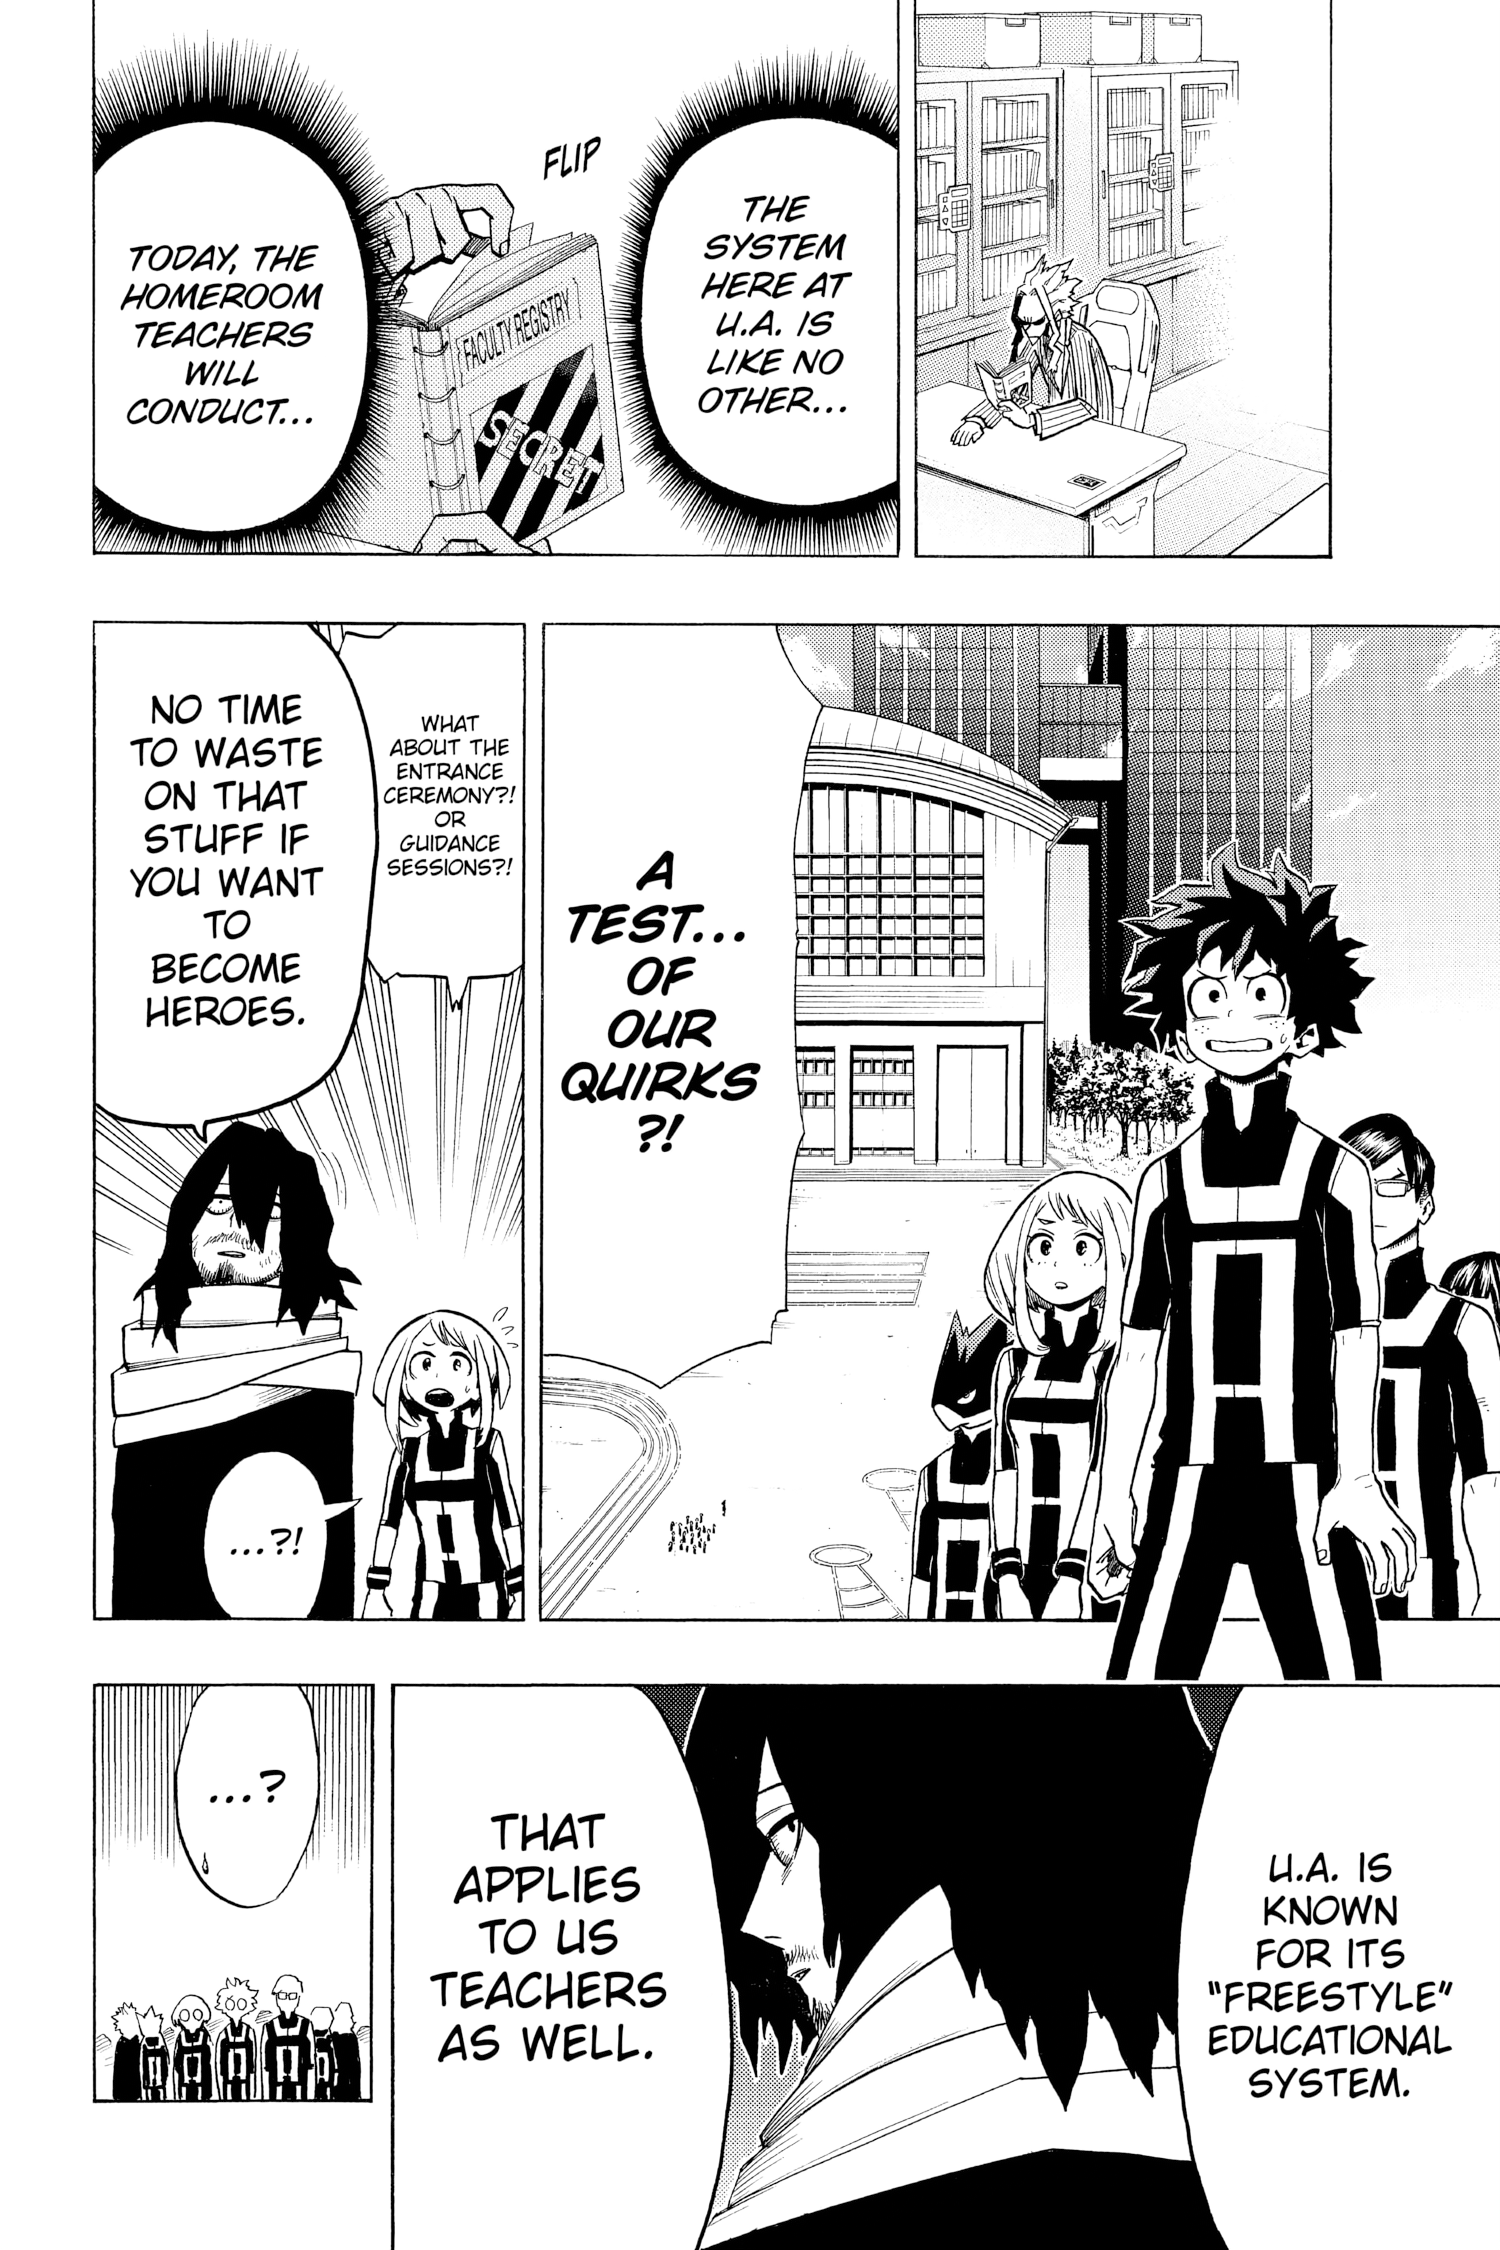 THE
SYSTEM
HERE AT
U.A. IS
LIKE NO
OTHER...
FLIP
FACULTY REGISTRY
SECRET
TODAY, THE
HOMEROOM
TEACHERS
WILL
CONDUCT...
A
TEST...
OF
OUR
QUIRKS
?!
WHAT
ABOUT THE
ENTRANCE
CEREMONY?!
OR
GUIDANCE
SESSIONS?!
NO TIME
TO WASTE
ON THAT
STUFF IF
YOU WANT
TO
BECOME
HEROES.
...?!
U.A. IS
KNOWN
FOR ITS
"FREESTYLE"
EDUCATIONAL
SYSTEM.
THAT
APPLIES
TO US
TEACHERS
AS WELL.
...?